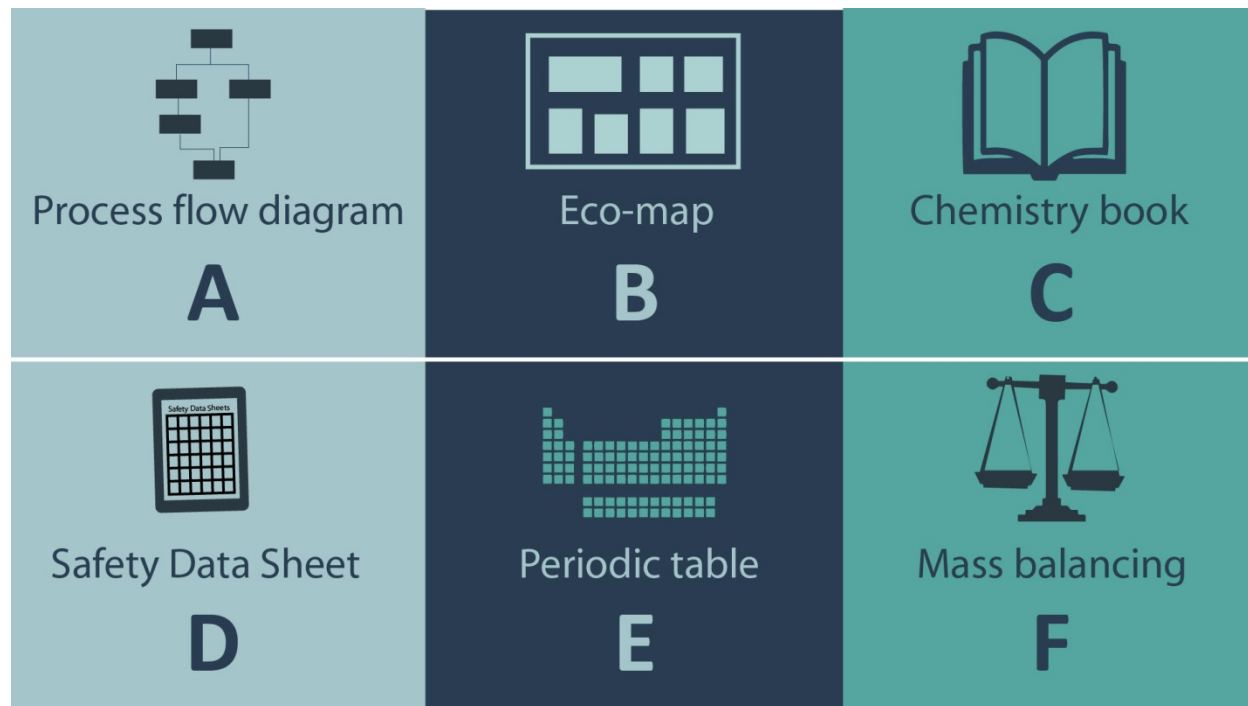 Process flow diagram
A
Eco-map
B
Chemistry book
C
Safety Data Sheets
Safety Data Sheet
D
Periodic table
E
Mass balancing
F